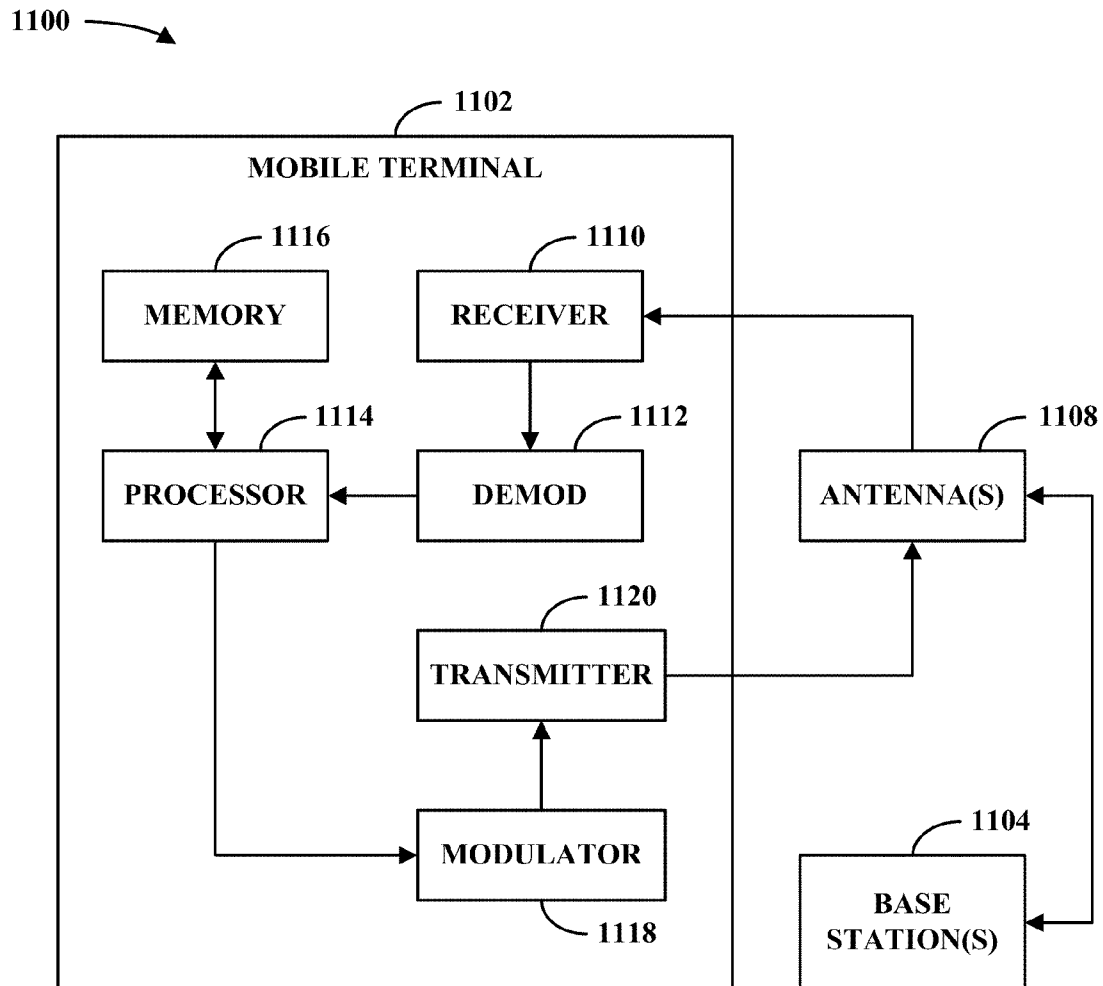 1100
1102
MOBILE TERMINAL
1116
1110
MEMORY
RECEIVER
1114
1112
1108
PROCESSOR
DEMOD
ANTENNA(S)
1120
TRANSMITTER
1104
MODULATOR
BASE
STATION(S)
1118